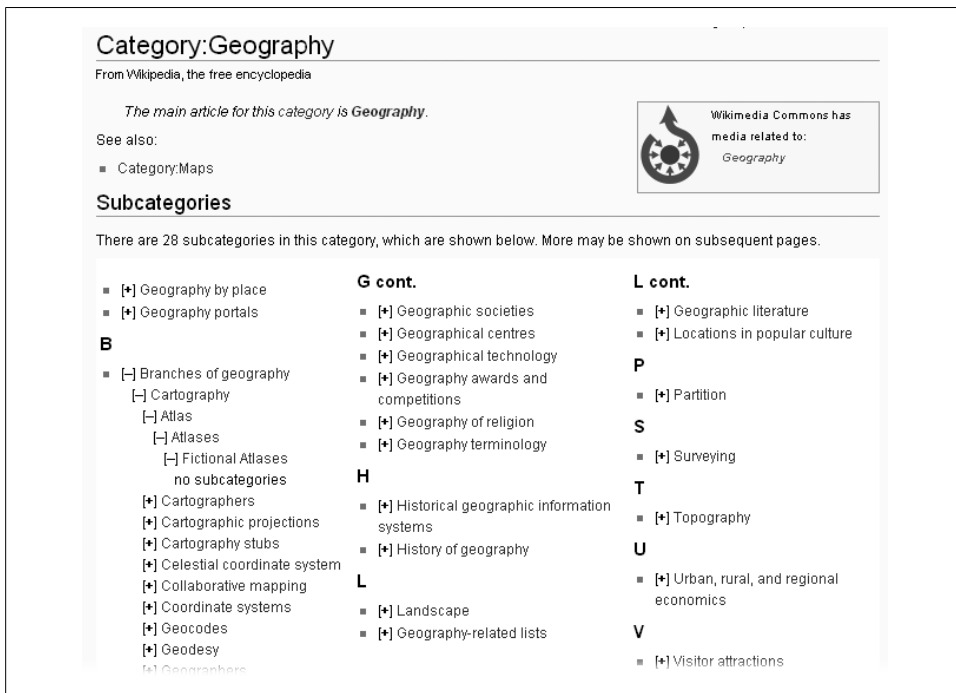 Category:Geography
From Wikipedia, the free encyclopedia
The main article for this category is Geography.
See also:
Category:Maps
Wikimedia Commons has
media related to:
Geography
Subcategories
There are 28 subcategories in this category, which are shown below. More may be shown on subsequent pages.
[+] Geography by place
[+] Geography portals
B
[–] Branches of geography
[–] Cartography
[–] Atlas
[–] Atlases
[–] Fictional Atlases
no subcategories
[+] Cartographers
[+] Cartographic projections
[+] Cartography stubs
[+] Celestial coordinate system
[+] Collaborative mapping
[+] Coordinate systems
[+] Geocodes
[+] Geodesy
[+] Geographers
G cont.
[+] Geographic societies
[+] Geographical centres
[+] Geographical technology
[+] Geography awards and
competitions
[+] Geography of religion
[+] Geography terminology
H
[+] Historical geographic information
systems
[+] History of geography
L
[+] Landscape
[+] Geography-related lists
L cont.
[+] Geographic literature
[+] Locations in popular culture
P
[+] Partition
S
[+] Surveying
T
[+] Topography
U
[+] Urban, rural, and regional
economics
V
[+] Visitor attractions